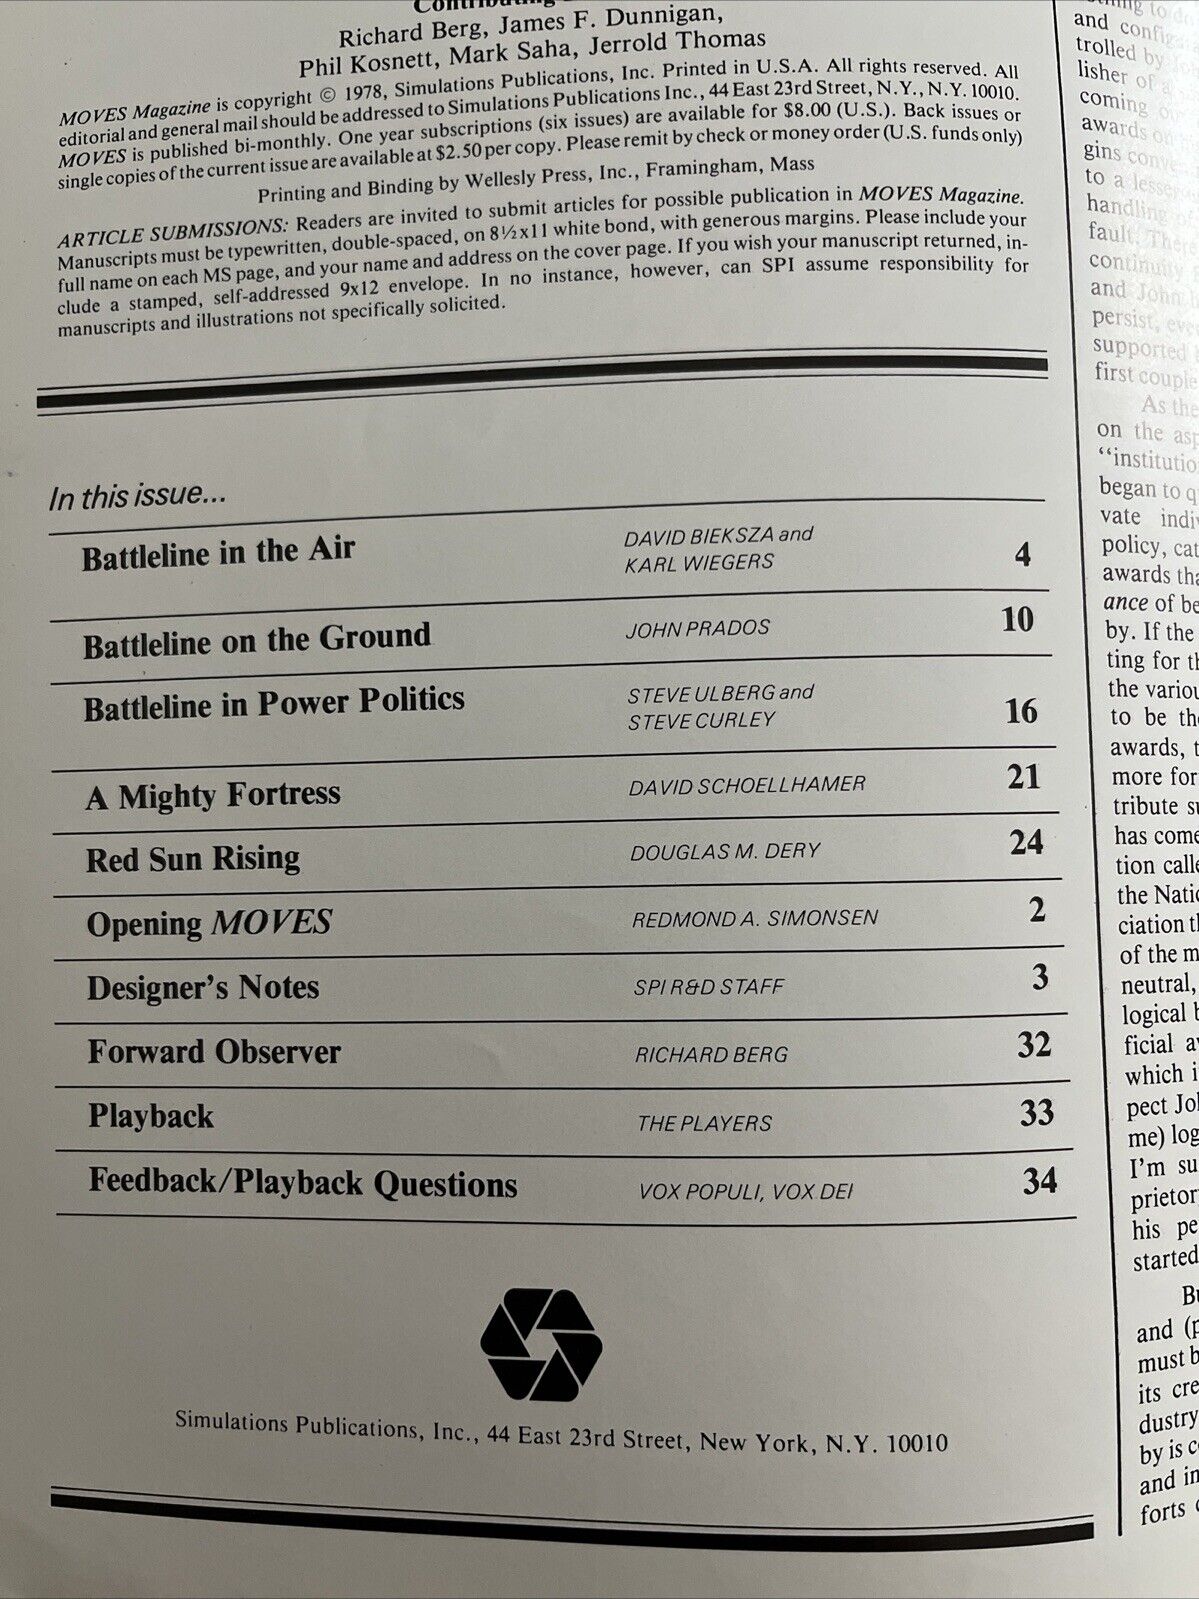 Contributing
Richard Berg, James F. Dunnigan,
Phil Kosnett, Mark Saha, Jerrold Thomas
MOVES Magazine is copyright © 1978, Simulations Publications, Inc. Printed in U.S.A. All rights reserved. All
editorial and general mail should be addressed to Simulations Publications Inc., 44 East 23rd Street, N.Y., N.Y. 10010.
MOVES is published bi-monthly. One year subscriptions (six issues) are available for $8.00 (U.S.). Back issues or
single copies of the current issue are available at $2.50 per copy. Please remit by check or money order (U.S. funds only)
Printing and Binding by Wellesly Press, Inc., Framingham, Mass
ARTICLE SUBMISSIONS: Readers are invited to submit articles for possible publication in MOVES Magazine.
Manuscripts must be typewritten, double-spaced, on 8½x11 white bond, with generous margins. Please include your
full name on each MS page, and your name and address on the cover page. If you wish your manuscript returned, in-
clude a stamped, self-addressed 9x12 envelope. In no instance, however, can SPI assume responsibility for
manuscripts and illustrations not specifically solicited.
In this issue...
Battleline in the Air DAVID BIEKSZA and
KARL WIEGERS 4
Battleline on the Ground JOHN PRADOS 10
Battleline in Power Politics STEVE ULBERG and
STEVE CURLEY 16
A Mighty Fortress DAVID SCHOELLHAMER 21
Red Sun Rising DOUGLAS M. DERY 24
Opening MOVES REDMOND A. SIMONSEN 2
Designer's Notes SPI R&D STAFF 3
Forward Observer RICHARD BERG 32
Playback THE PLAYERS 33
Feedback/Playback Questions VOX POPULI, VOX DEI 34
Simulations Publications, Inc., 44 East 23rd Street, New York, N.Y. 10010
and config
trolled by
lisher of a
coming
awards on
gins conve
to a lesser
handling of
fault. There
continuity
and John
persist, eve
supported
first couple
As the
on the asp
"institutio
began to q
vate indiv
policy, cat
awards tha
ance of be
by. If the
ting for th
the variou
to be the
awards, t
more for
tribute su
has come
tion calle
the Natio
ciation th
of the m
neutral,
logical b
ficial a
which i
pect Joh
me) log
I'm su
prietor
his pe
started
Bu
and (p
must b
its cre
dustry
by is c
and in
forts